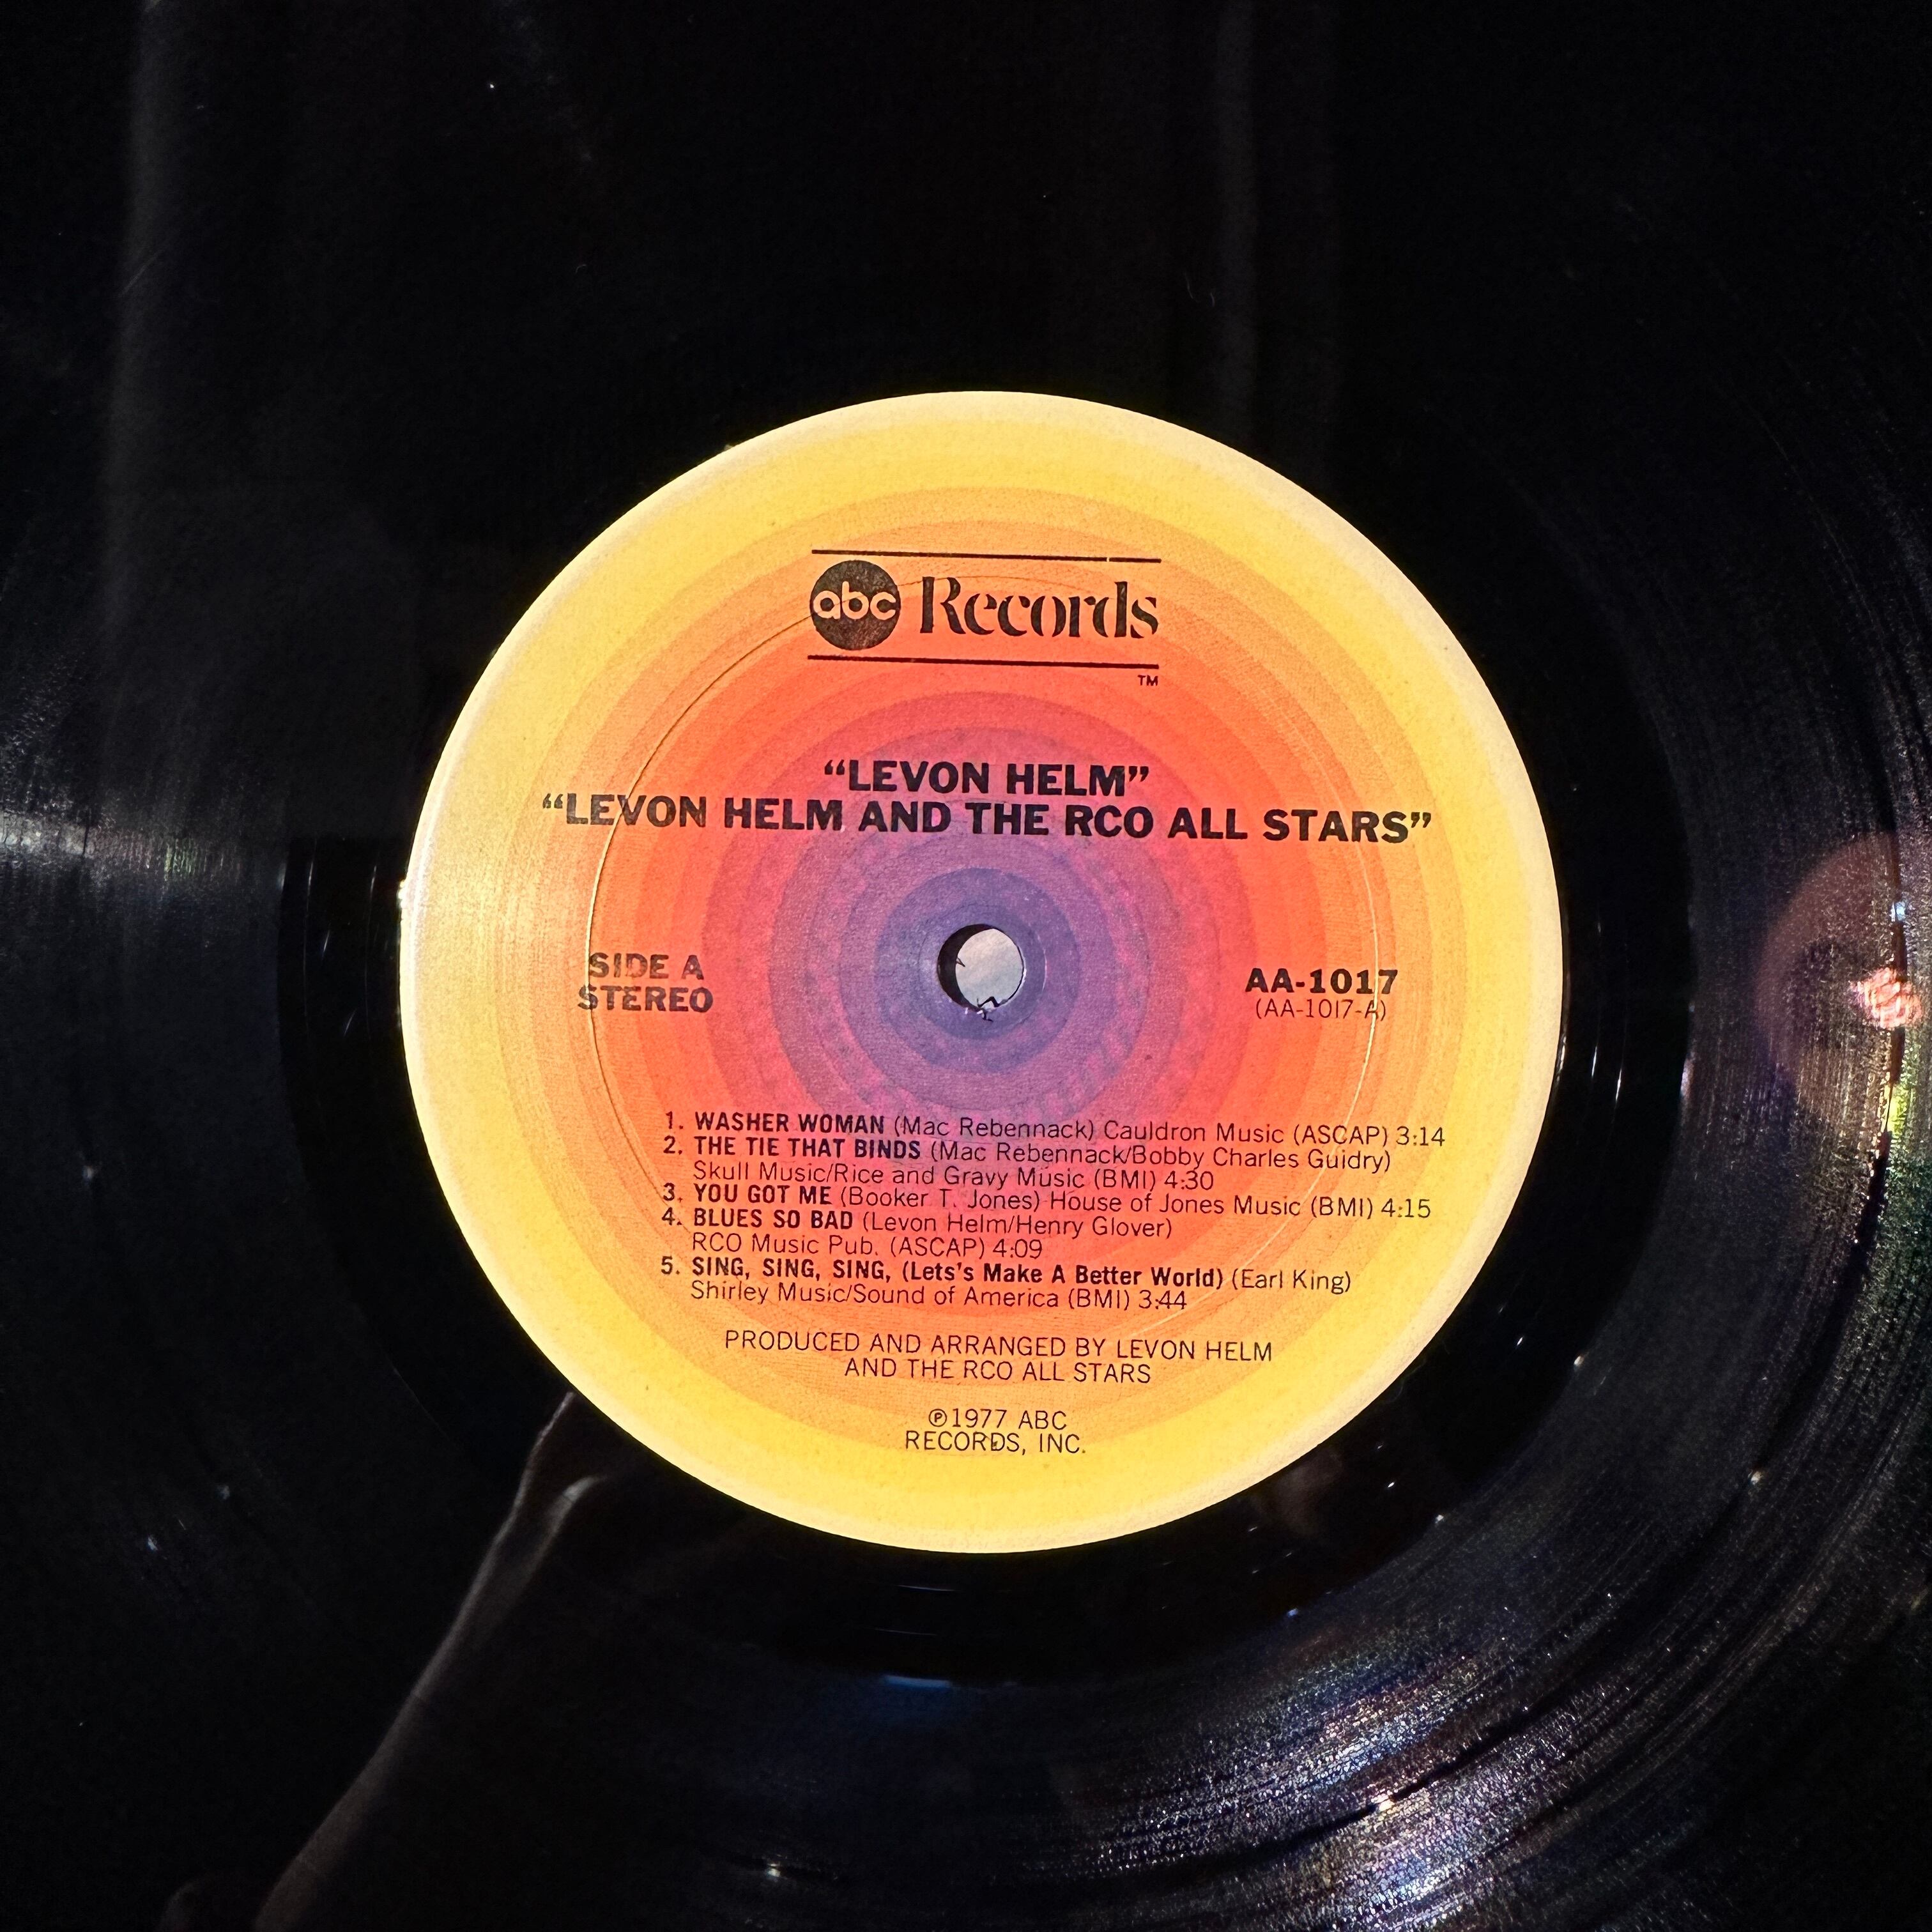 abc Records
TM
“LEVON HELM”
“LEVON HELM AND THE RCO ALL STARS”
SIDE A
STEREO
AA-1017
(AA-1017-A)
1. WASHER WOMAN (Mac Rebennack) Cauldron Music (ASCAP) 3:14
2. THE TIE THAT BINDS (Mac Rebennack/Bobby Charles Guidry)
Skull Music/Rice and Gravy Music (BMI) 4:30
3. YOU GOT ME (Booker T. Jones) House of Jones Music (BMI) 4:15
4. BLUES SO BAD (Levon Helm/Henry Glover)
RCO Music Pub. (ASCAP) 4:09
5. SING, SING, SING, (Lets's Make A Better World) (Earl King)
Shirley Music/Sound of America (BMI) 3:44
PRODUCED AND ARRANGED BY LEVON HELM
AND THE RCO ALL STARS
℗1977 ABC
RECORDS, INC.